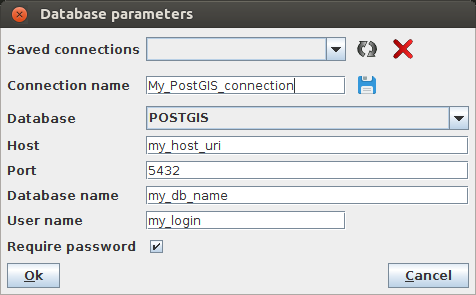 Database parameters
Saved connections
Connection name My_PostGIS_connection
Database POSTGIS
Host my_host_uri
Port 5432
Database name my_db_name
User name my_login
Require password
Ok Cancel